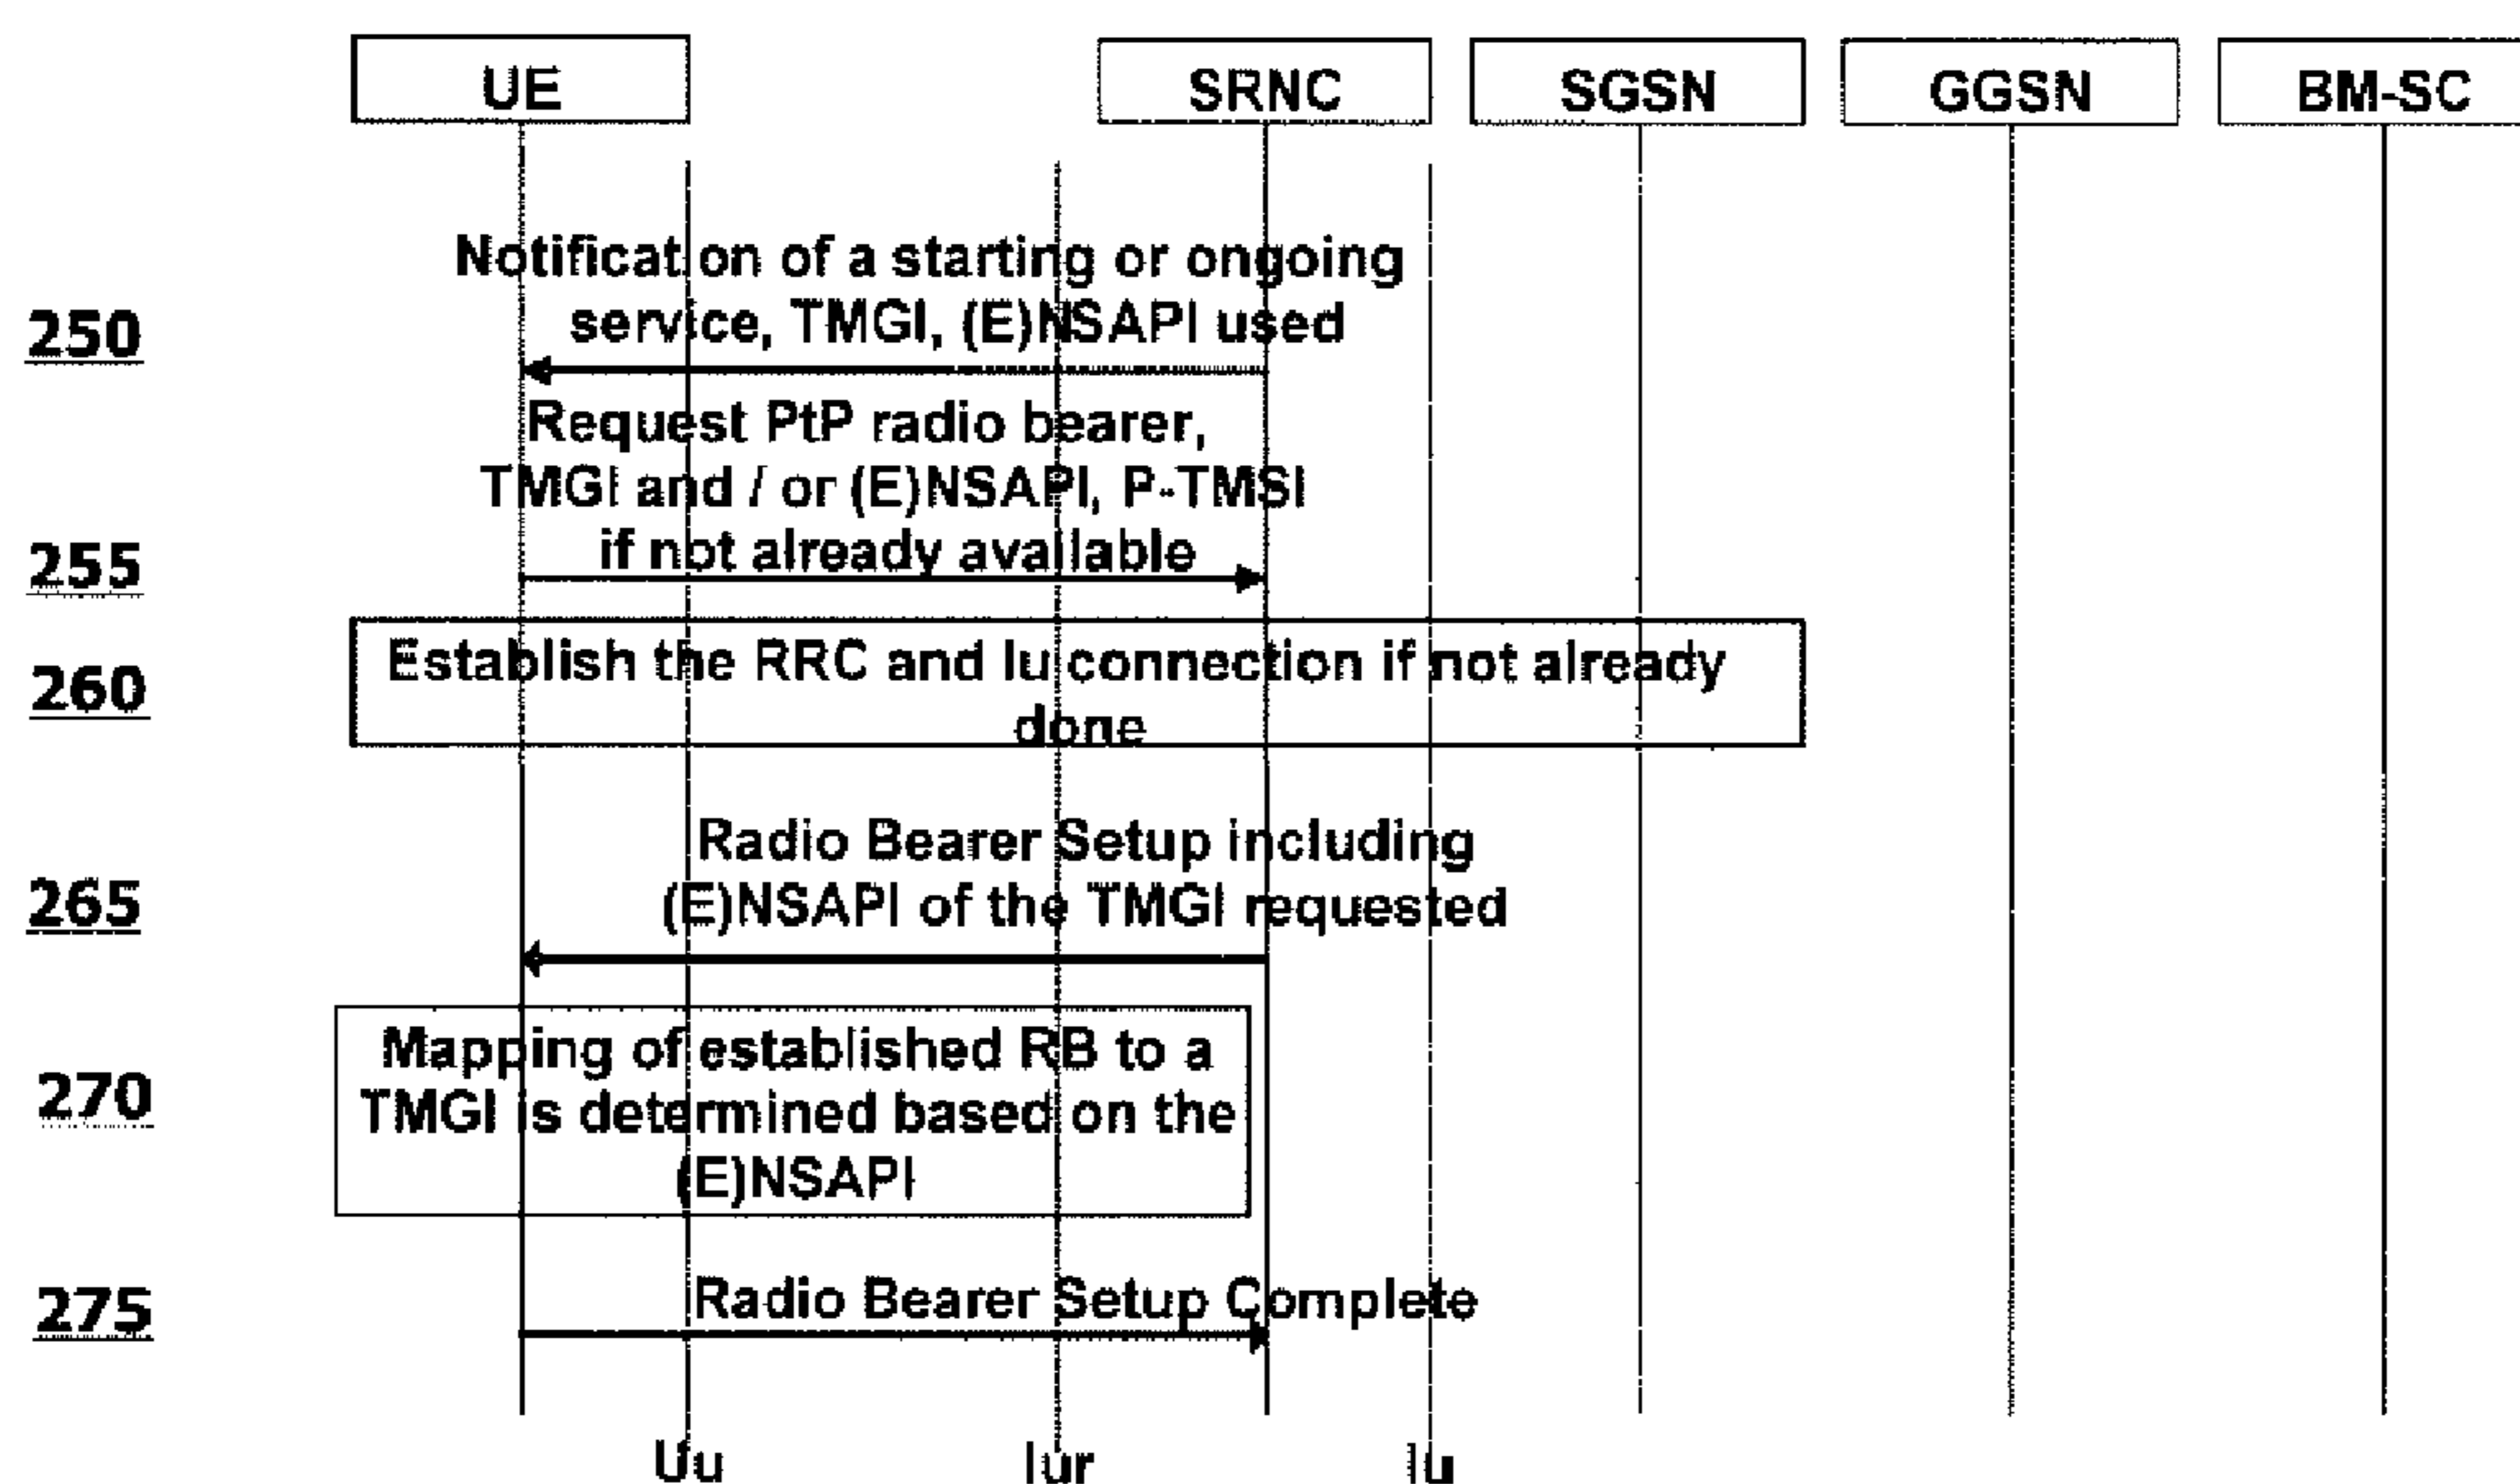 UE SRNC SGSN GGSN BM-SC
Notification of a starting or ongoing
service, TMGI, (E)NSAPI used
250
Request PtP radio bearer,
TMGI and / or (E)NSAPI, P-TMSI
if not already available
255
Establish the RRC and Iu connection if not already
done
260
Radio Bearer Setup including
(E)NSAPI of the TMGI requested
265
Mapping of established RB to a
TMGI is determined based on the
(E)NSAPI
270
Radio Bearer Setup Complete
275
Uu Iur Iu